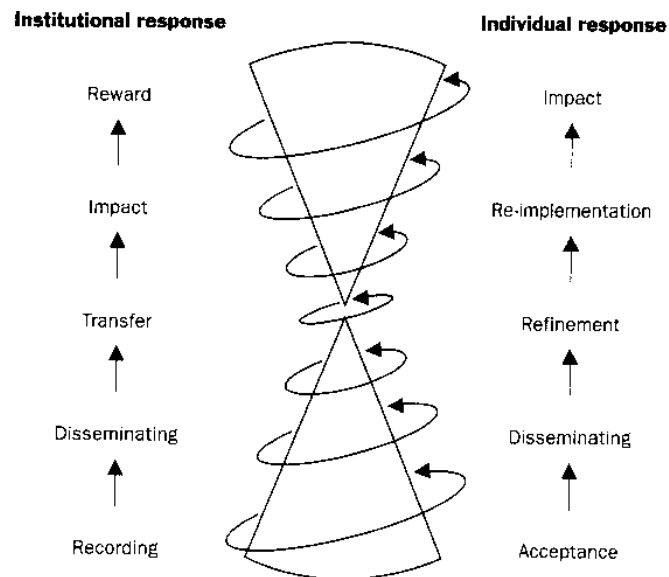 Institutional response
Individual response
Reward
Impact
Impact
Re-implementation
Transfer
Refinement
Disseminating
Disseminating
Recording
Acceptance